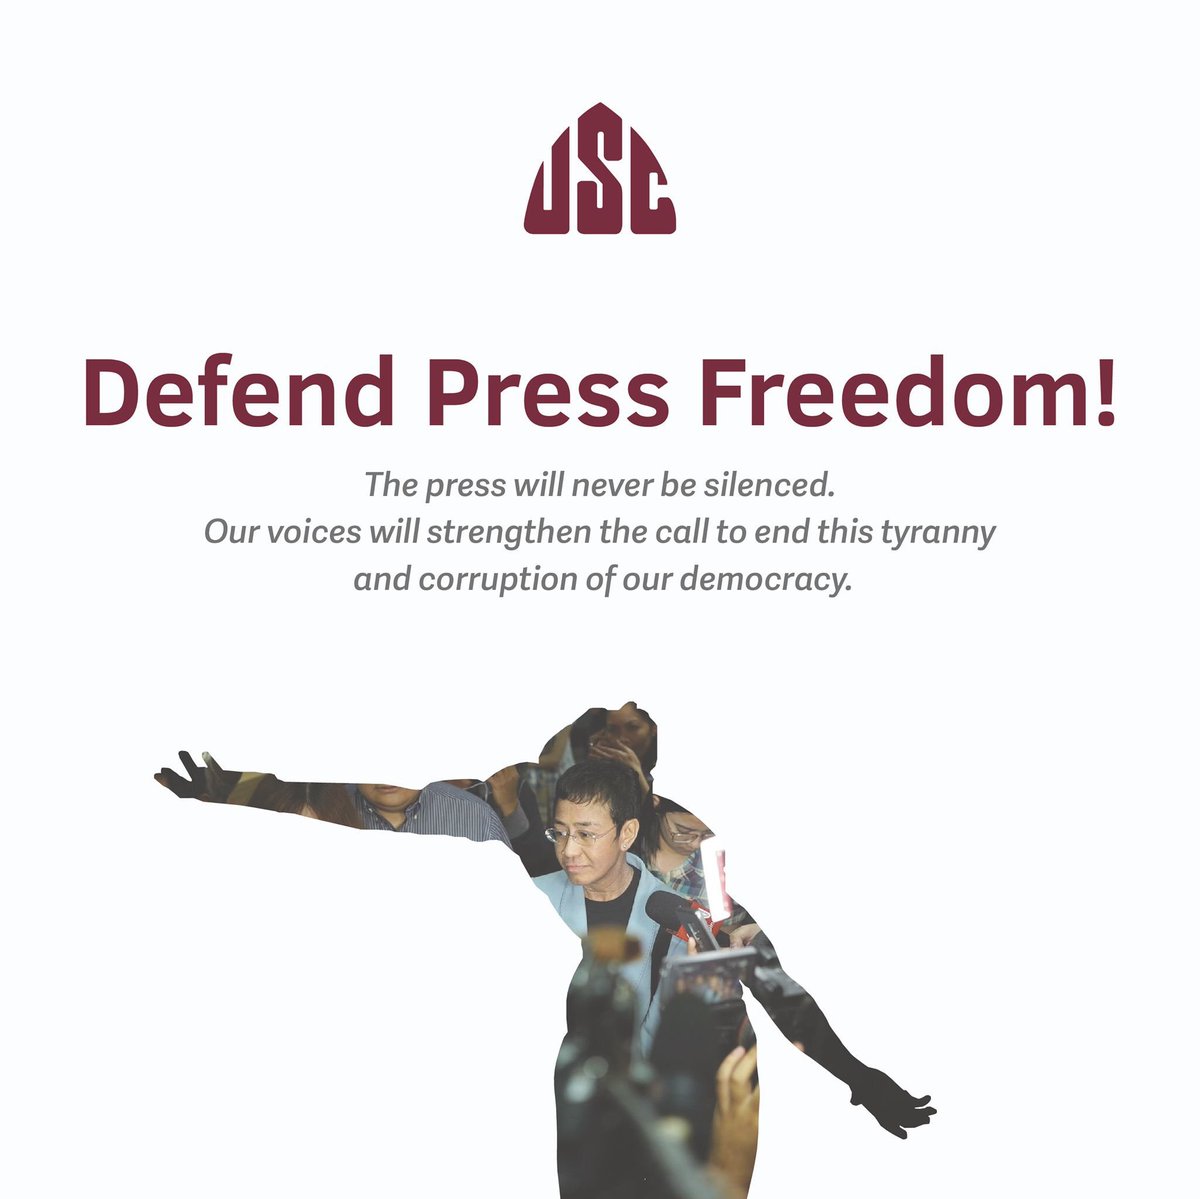 USC
Defend Press Freedom!
The press will never be silenced.
Our voices will strengthen the call to end this tyranny
and corruption of our democracy.